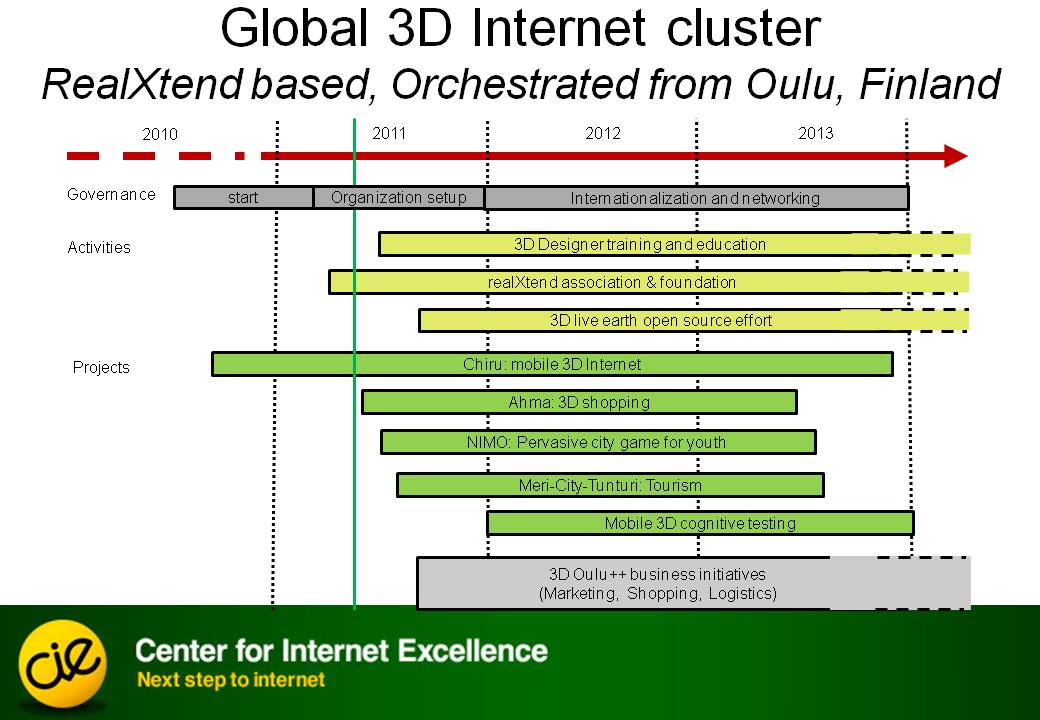 Global 3D Internet cluster
RealXtend based, Orchestrated from Oulu, Finland
2010 2011 2012 2013
Governance start Organization setup Internationalization and networking
Activities 3D Designer training and education
realXtend association & foundation
3D live earth open source effort
Projects Chiru: mobile 3D Internet
Ahma: 3D shopping
NIMO: Pervasive city game for youth
Meri-City-Tunturi: Tourism
Mobile 3D cognitive testing
3D Oulu++ business initiatives
(Marketing, Shopping, Logistics)
cie Center for Internet Excellence
Next step to internet